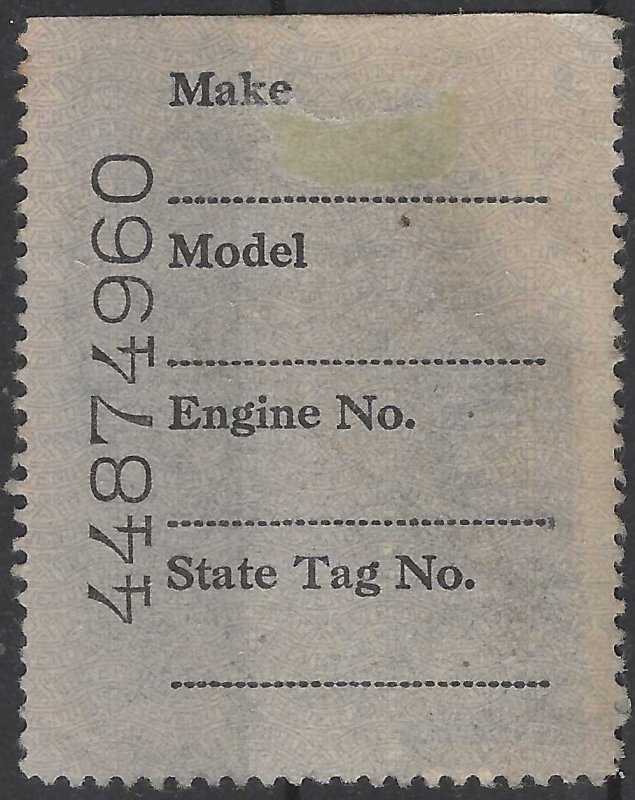 Make
Model
Engine No.
State Tag No.
44874960